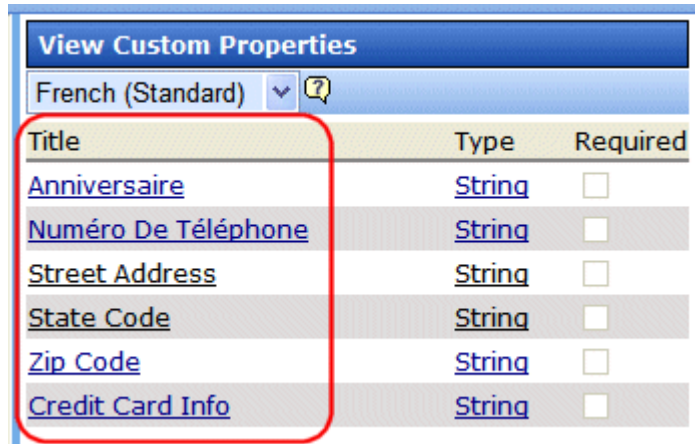 View Custom Properties
French (Standard) ?
Title Type Required
Anniversaire String
Numéro De Téléphone String
Street Address String
State Code String
Zip Code String
Credit Card Info String